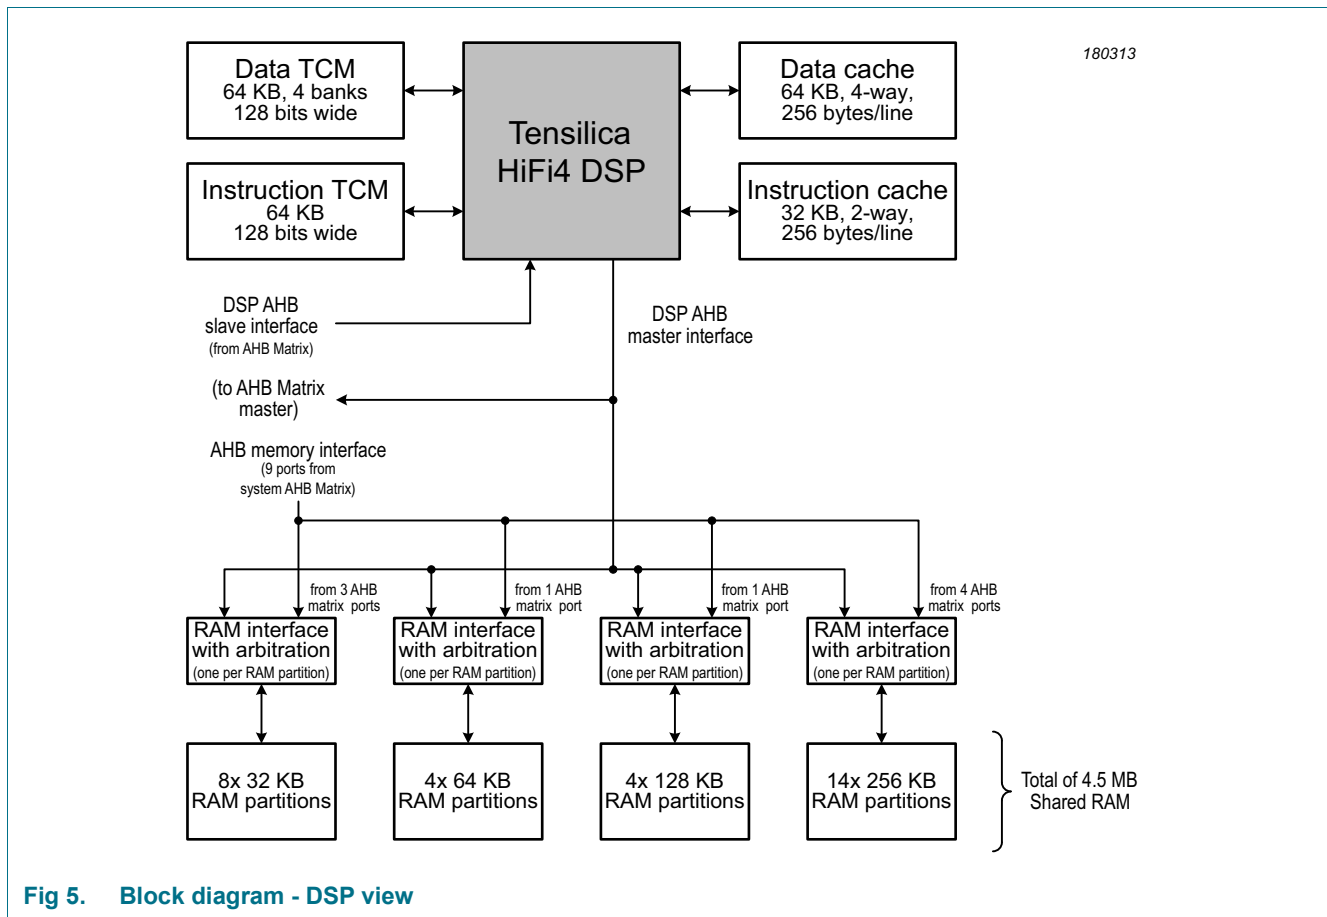 180313
Data TCM
64 KB, 4 banks
128 bits wide
Tensilica
HiFi4 DSP
Data cache
64 KB, 4-way,
256 bytes/line
Instruction TCM
64 KB
128 bits wide
Instruction cache
32 KB, 2-way,
256 bytes/line
DSP AHB
slave interface
(from AHB Matrix)
DSP AHB
master interface
(to AHB Matrix
master)
AHB memory interface
(9 ports from
system AHB Matrix)
from 3 AHB
matrix ports
from 1 AHB
matrix port
from 1 AHB
matrix port
from 4 AHB
matrix ports
RAM interface
with arbitration
(one per RAM partition)
RAM interface
with arbitration
(one per RAM partition)
RAM interface
with arbitration
(one per RAM partition)
RAM interface
with arbitration
(one per RAM partition)
8x 32 KB
RAM partitions
4x 64 KB
RAM partitions
4x 128 KB
RAM partitions
14x 256 KB
RAM partitions
Total of 4.5 MB
Shared RAM
Fig 5. Block diagram - DSP view